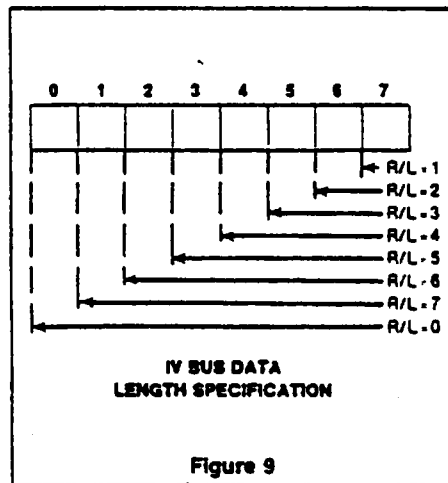 0 1 2 3 4 5 6 7
R/L=1
R/L=2
R/L=3
R/L=4
R/L=5
R/L=6
R/L=7
R/L=0
IV BUS DATA
LENGTH SPECIFICATION
Figure 9